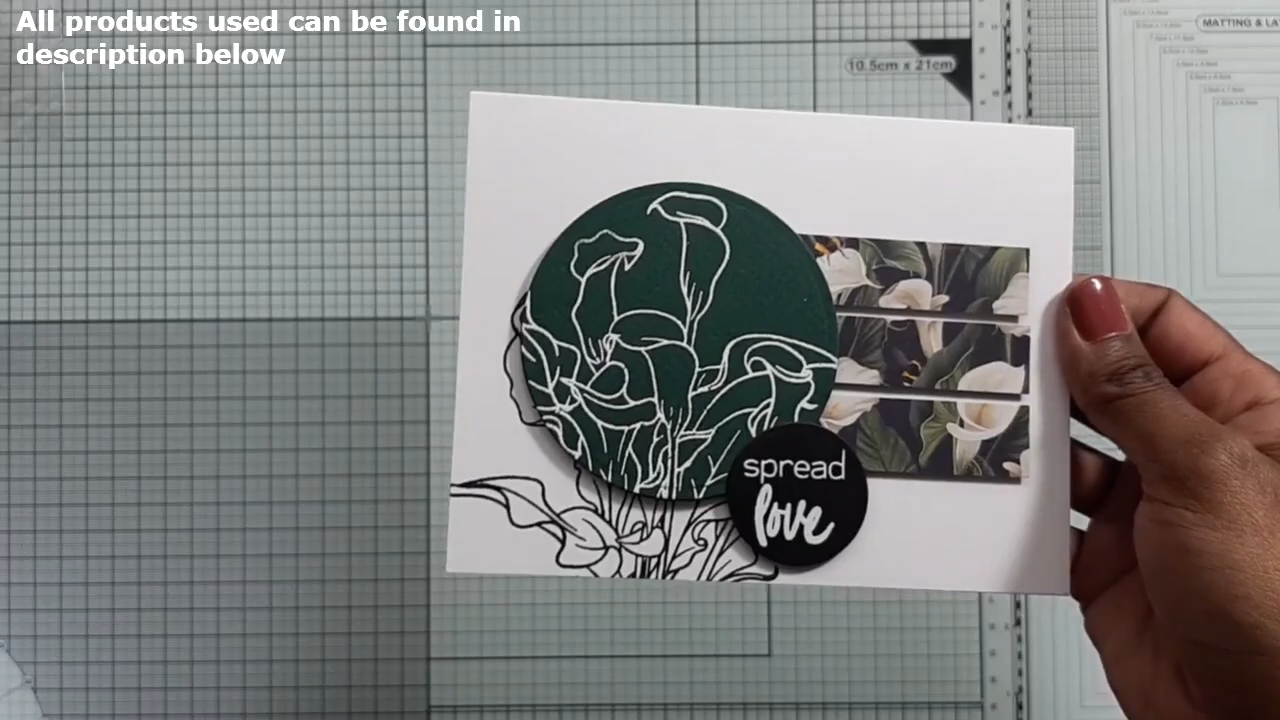 All products used can be found in
description below
MATTING & LA
10.5cm x 21cm
spread
love